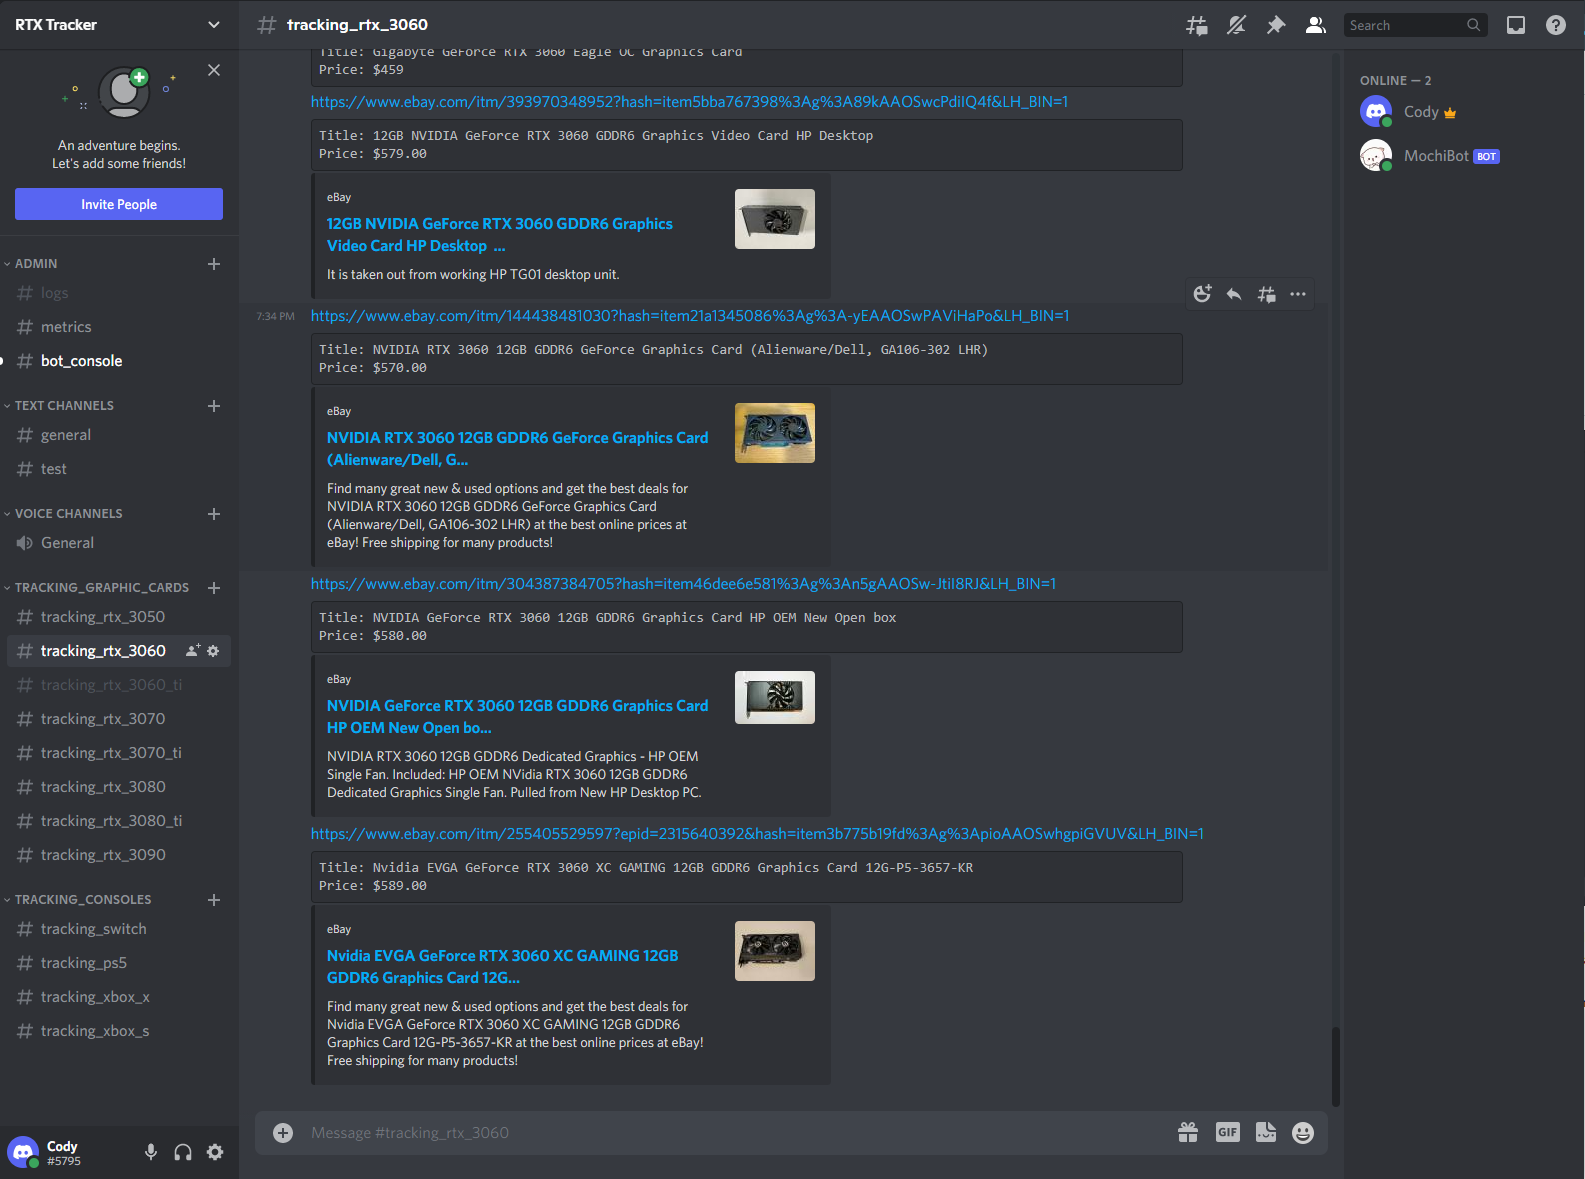 RTX Tracker
An adventure begins.
Let's add some friends!
Invite People
ADMIN
logs
metrics
bot_console
TEXT CHANNELS
general
test
VOICE CHANNELS
General
TRACKING_GRAPHIC_CARDS
tracking_rtx_3050
tracking_rtx_3060
tracking_rtx_3060_ti
tracking_rtx_3070
tracking_rtx_3070_ti
tracking_rtx_3080
tracking_rtx_3080_ti
tracking_rtx_3090
TRACKING_CONSOLES
tracking_switch
tracking_ps5
tracking_xbox_x
tracking_xbox_s
Cody
#5795
tracking_rtx_3060
Search
Title: Gigabyte GeForce RTX 3060 Eagle OC Graphics Card
Price: $459
https://www.ebay.com/itm/393970348952?hash=item5bba767398%3Ag%3A89kAAOSwcPdiIQ4f&LH_BIN=1
Title: 12GB NVIDIA GeForce RTX 3060 GDDR6 Graphics Video Card HP Desktop
Price: $579.00
eBay
12GB NVIDIA GeForce RTX 3060 GDDR6 Graphics
Video Card HP Desktop ...
It is taken out from working HP TG01 desktop unit.
7:34 PM
https://www.ebay.com/itm/144438481030?hash=item21a1345086%3Ag%3A-yEAAOSwPAViHaPo&LH_BIN=1
Title: NVIDIA RTX 3060 12GB GDDR6 GeForce Graphics Card (Alienware/Dell, GA106-302 LHR)
Price: $570.00
eBay
NVIDIA RTX 3060 12GB GDDR6 GeForce Graphics Card
(Alienware/Dell, G...
Find many great new & used options and get the best deals for
NVIDIA RTX 3060 12GB GDDR6 GeForce Graphics Card
(Alienware/Dell, GA106-302 LHR) at the best online prices at
eBay! Free shipping for many products!
https://www.ebay.com/itm/304387384705?hash=item46dee6e581%3Ag%3An5gAAOSw-JtiI8RJ&LH_BIN=1
Title: NVIDIA GeForce RTX 3060 12GB GDDR6 Graphics Card HP OEM New Open box
Price: $580.00
eBay
NVIDIA GeForce RTX 3060 12GB GDDR6 Graphics Card
HP OEM New Open bo...
NVIDIA RTX 3060 12GB GDDR6 Dedicated Graphics - HP OEM
Single Fan. Included: HP OEM NVidia RTX 3060 12GB GDDR6
Dedicated Graphics Single Fan. Pulled from New HP Desktop PC.
https://www.ebay.com/itm/255405529597?epid=2315640392&hash=item3b775b19fd%3Ag%3ApioAAOSwhgpiGVUV&LH_BIN=1
Title: Nvidia EVGA GeForce RTX 3060 XC GAMING 12GB GDDR6 Graphics Card 12G-P5-3657-KR
Price: $589.00
eBay
Nvidia EVGA GeForce RTX 3060 XC GAMING 12GB
GDDR6 Graphics Card 12G...
Find many great new & used options and get the best deals for
Nvidia EVGA GeForce RTX 3060 XC GAMING 12GB GDDR6
Graphics Card 12G-P5-3657-KR at the best online prices at eBay!
Free shipping for many products!
Message #tracking_rtx_3060
GIF
ONLINE — 2
Cody
MochiBot BOT